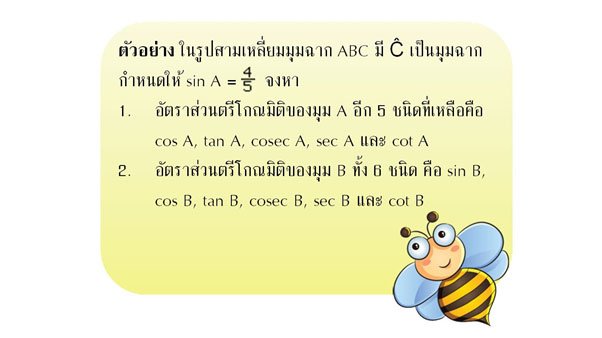 ตัวอย่าง ในรูปสามเหลี่ยมมุมฉาก ABC มี Ĉ เป็นมุมฉาก
กำหนดให้ sin A = 4/5 จงหา
1. อัตราส่วนตรีโกณมิติของมุม A อีก 5 ชนิดที่เหลือคือ
cos A, tan A, cosec A, sec A และ cot A
2. อัตราส่วนตรีโกณมิติของมุม B ทั้ง 6 ชนิด คือ sin B,
cos B, tan B, cosec B, sec B และ cot B